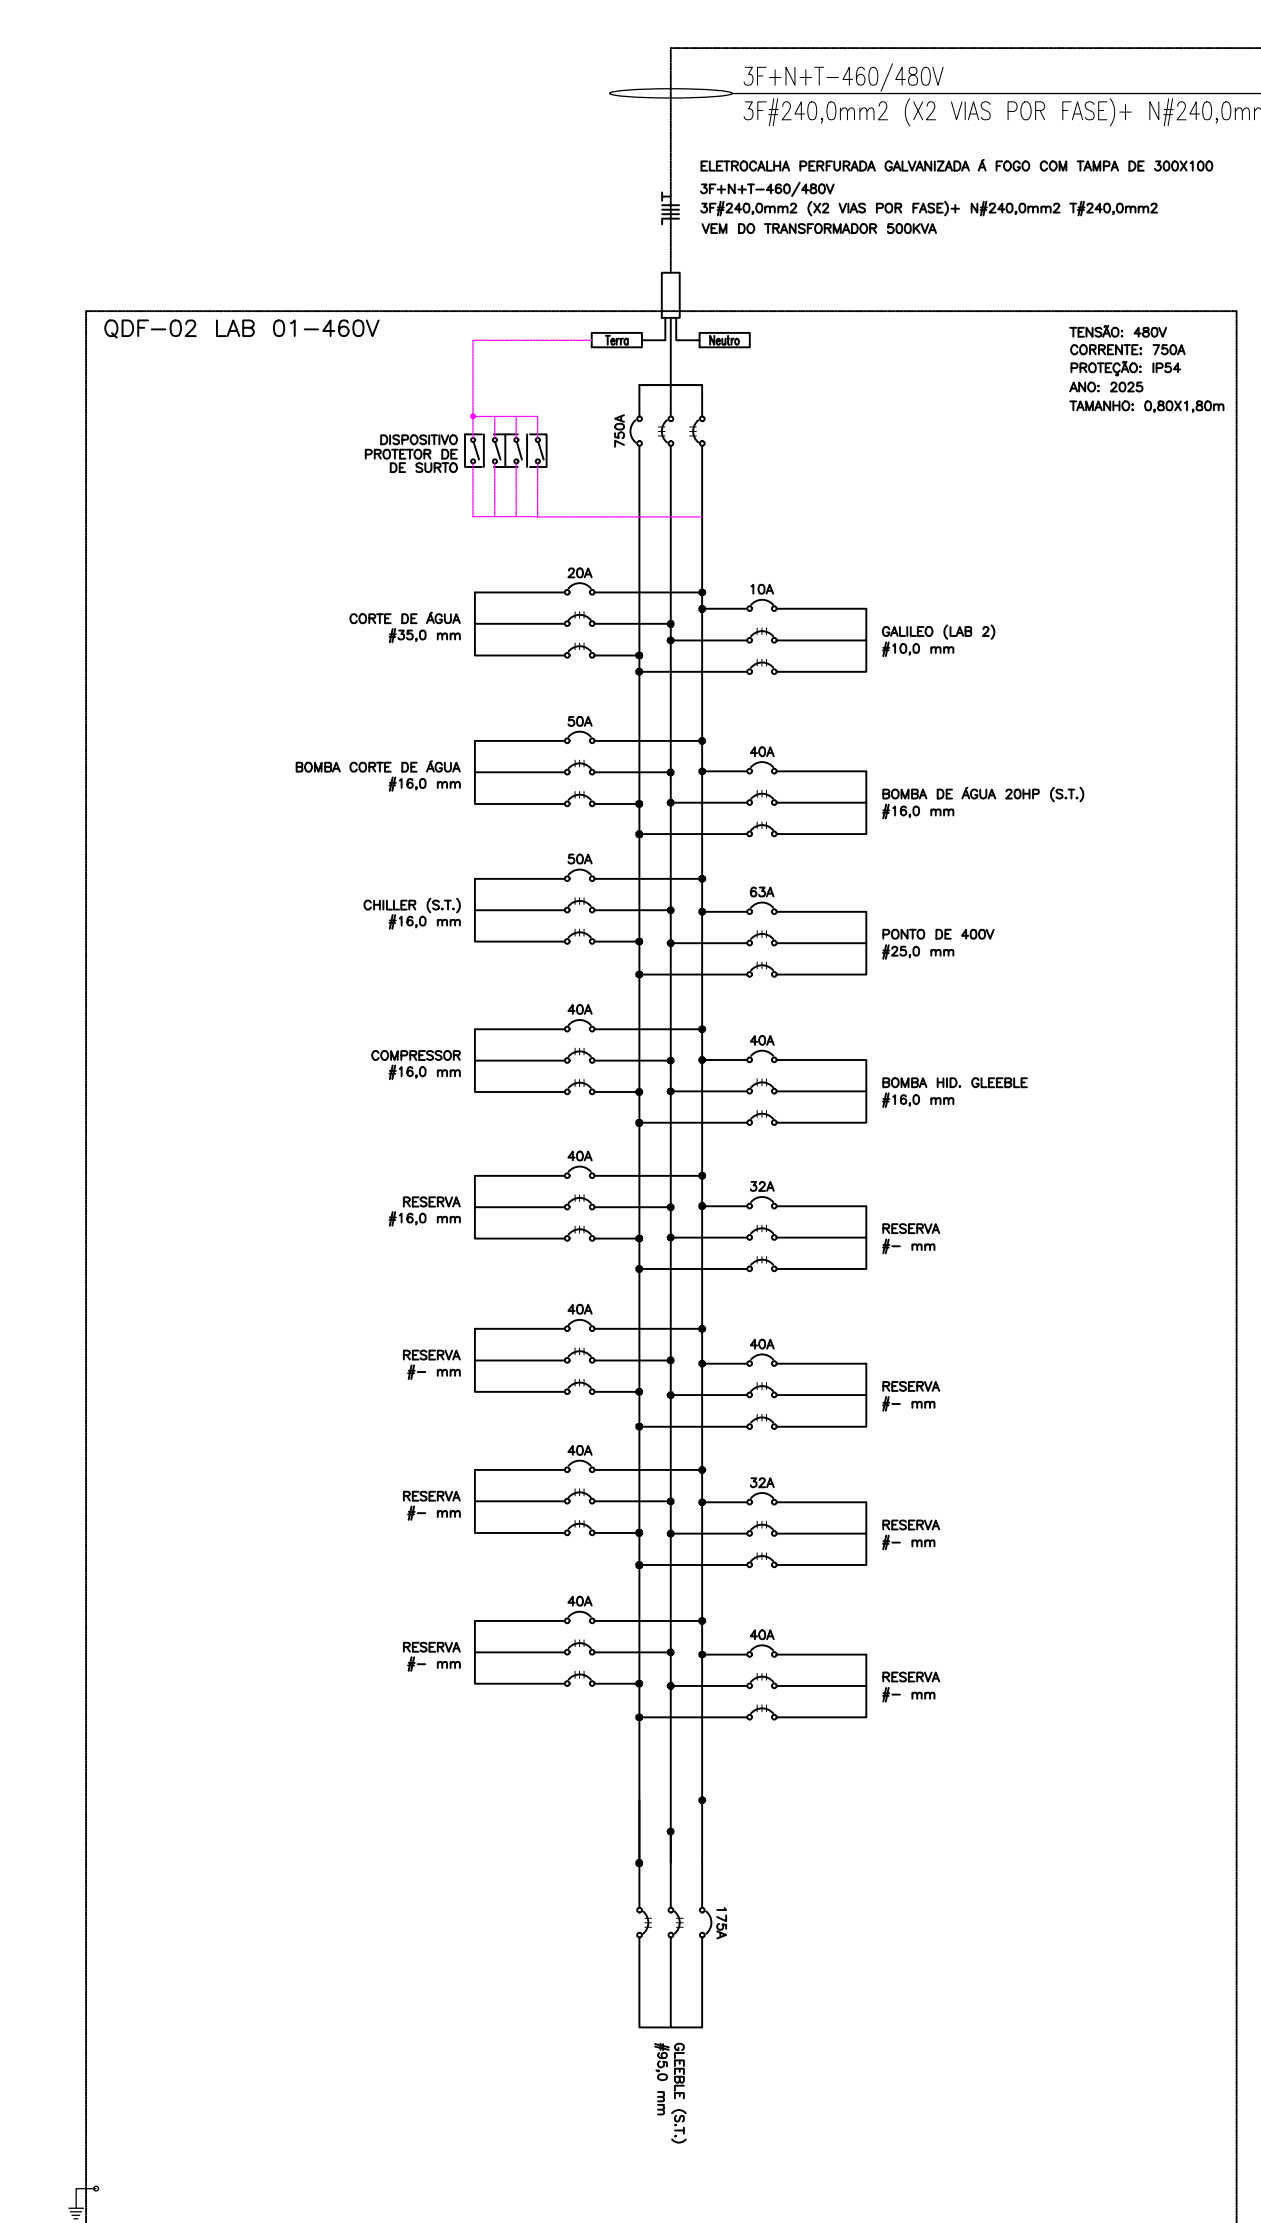 3F+N+T-460/480V
3F#240,0mm2 (X2 VIAS POR FASE)+ N#240,0mm
ELETROCALHA PERFURADA GALVANIZADA Á FOGO COM TAMPA DE 300X100
3F+N+T-460/480V
3F#240,0mm2 (X2 VIAS POR FASE)+ N#240,0mm2 T#240,0mm2
VEM DO TRANSFORMADOR 500KVA
QDF-02 LAB 01-460V
Terra
Neutro
TENSÃO: 480V
CORRENTE: 750A
PROTEÇÃO: IP54
ANO: 2025
TAMANHO: 0,80X1,80m
750A
DISPOSITIVO
PROTETOR DE
DE SURTO
20A
CORTE DE ÁGUA
#35,0 mm
10A
GALILEO (LAB 2)
#10,0 mm
50A
BOMBA CORTE DE ÁGUA
#16,0 mm
40A
BOMBA DE ÁGUA 20HP (S.T.)
#16,0 mm
50A
CHILLER (S.T.)
#16,0 mm
63A
PONTO DE 400V
#25,0 mm
40A
COMPRESSOR
#16,0 mm
40A
BOMBA HID. GLEEBLE
#16,0 mm
40A
RESERVA
#16,0 mm
32A
RESERVA
#- mm
40A
RESERVA
#- mm
40A
RESERVA
#- mm
40A
RESERVA
#- mm
32A
RESERVA
#- mm
40A
RESERVA
#- mm
40A
RESERVA
#- mm
175A
GLEEBLE (S.T.)
#95,0 mm